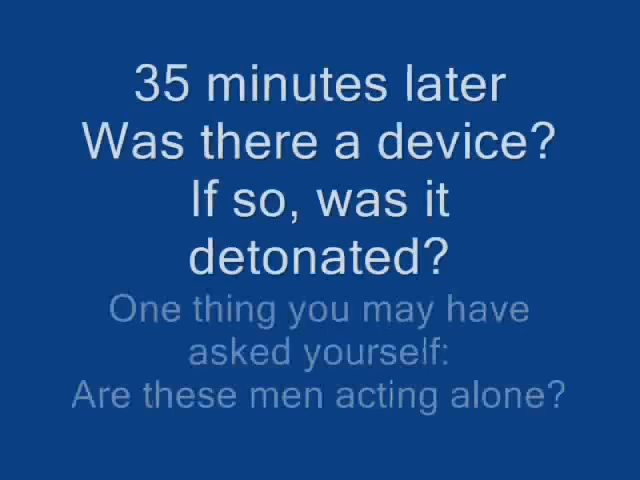 35 minutes later
Was there a device?
If so, was it
detonated?
One thing you may have
asked yourself:
Are these men acting alone?